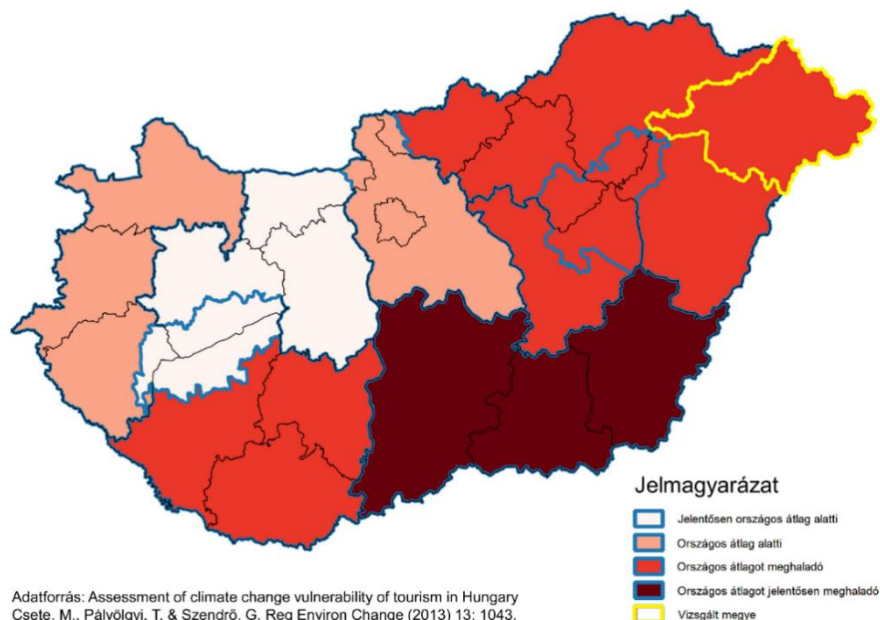 Jelmagyarázat
Jelentősen országos átlag alatti
Országos átlag alatti
Országos átlagot meghaladó
Országos átlagot jelentősen meghaladó
Vizsgált megye
Adatforrás: Assessment of climate change vulnerability of tourism in Hungary
Csete, M., Pálvölgyi, T. & Szendrő, G. Reg Environ Change (2013) 13: 1043.